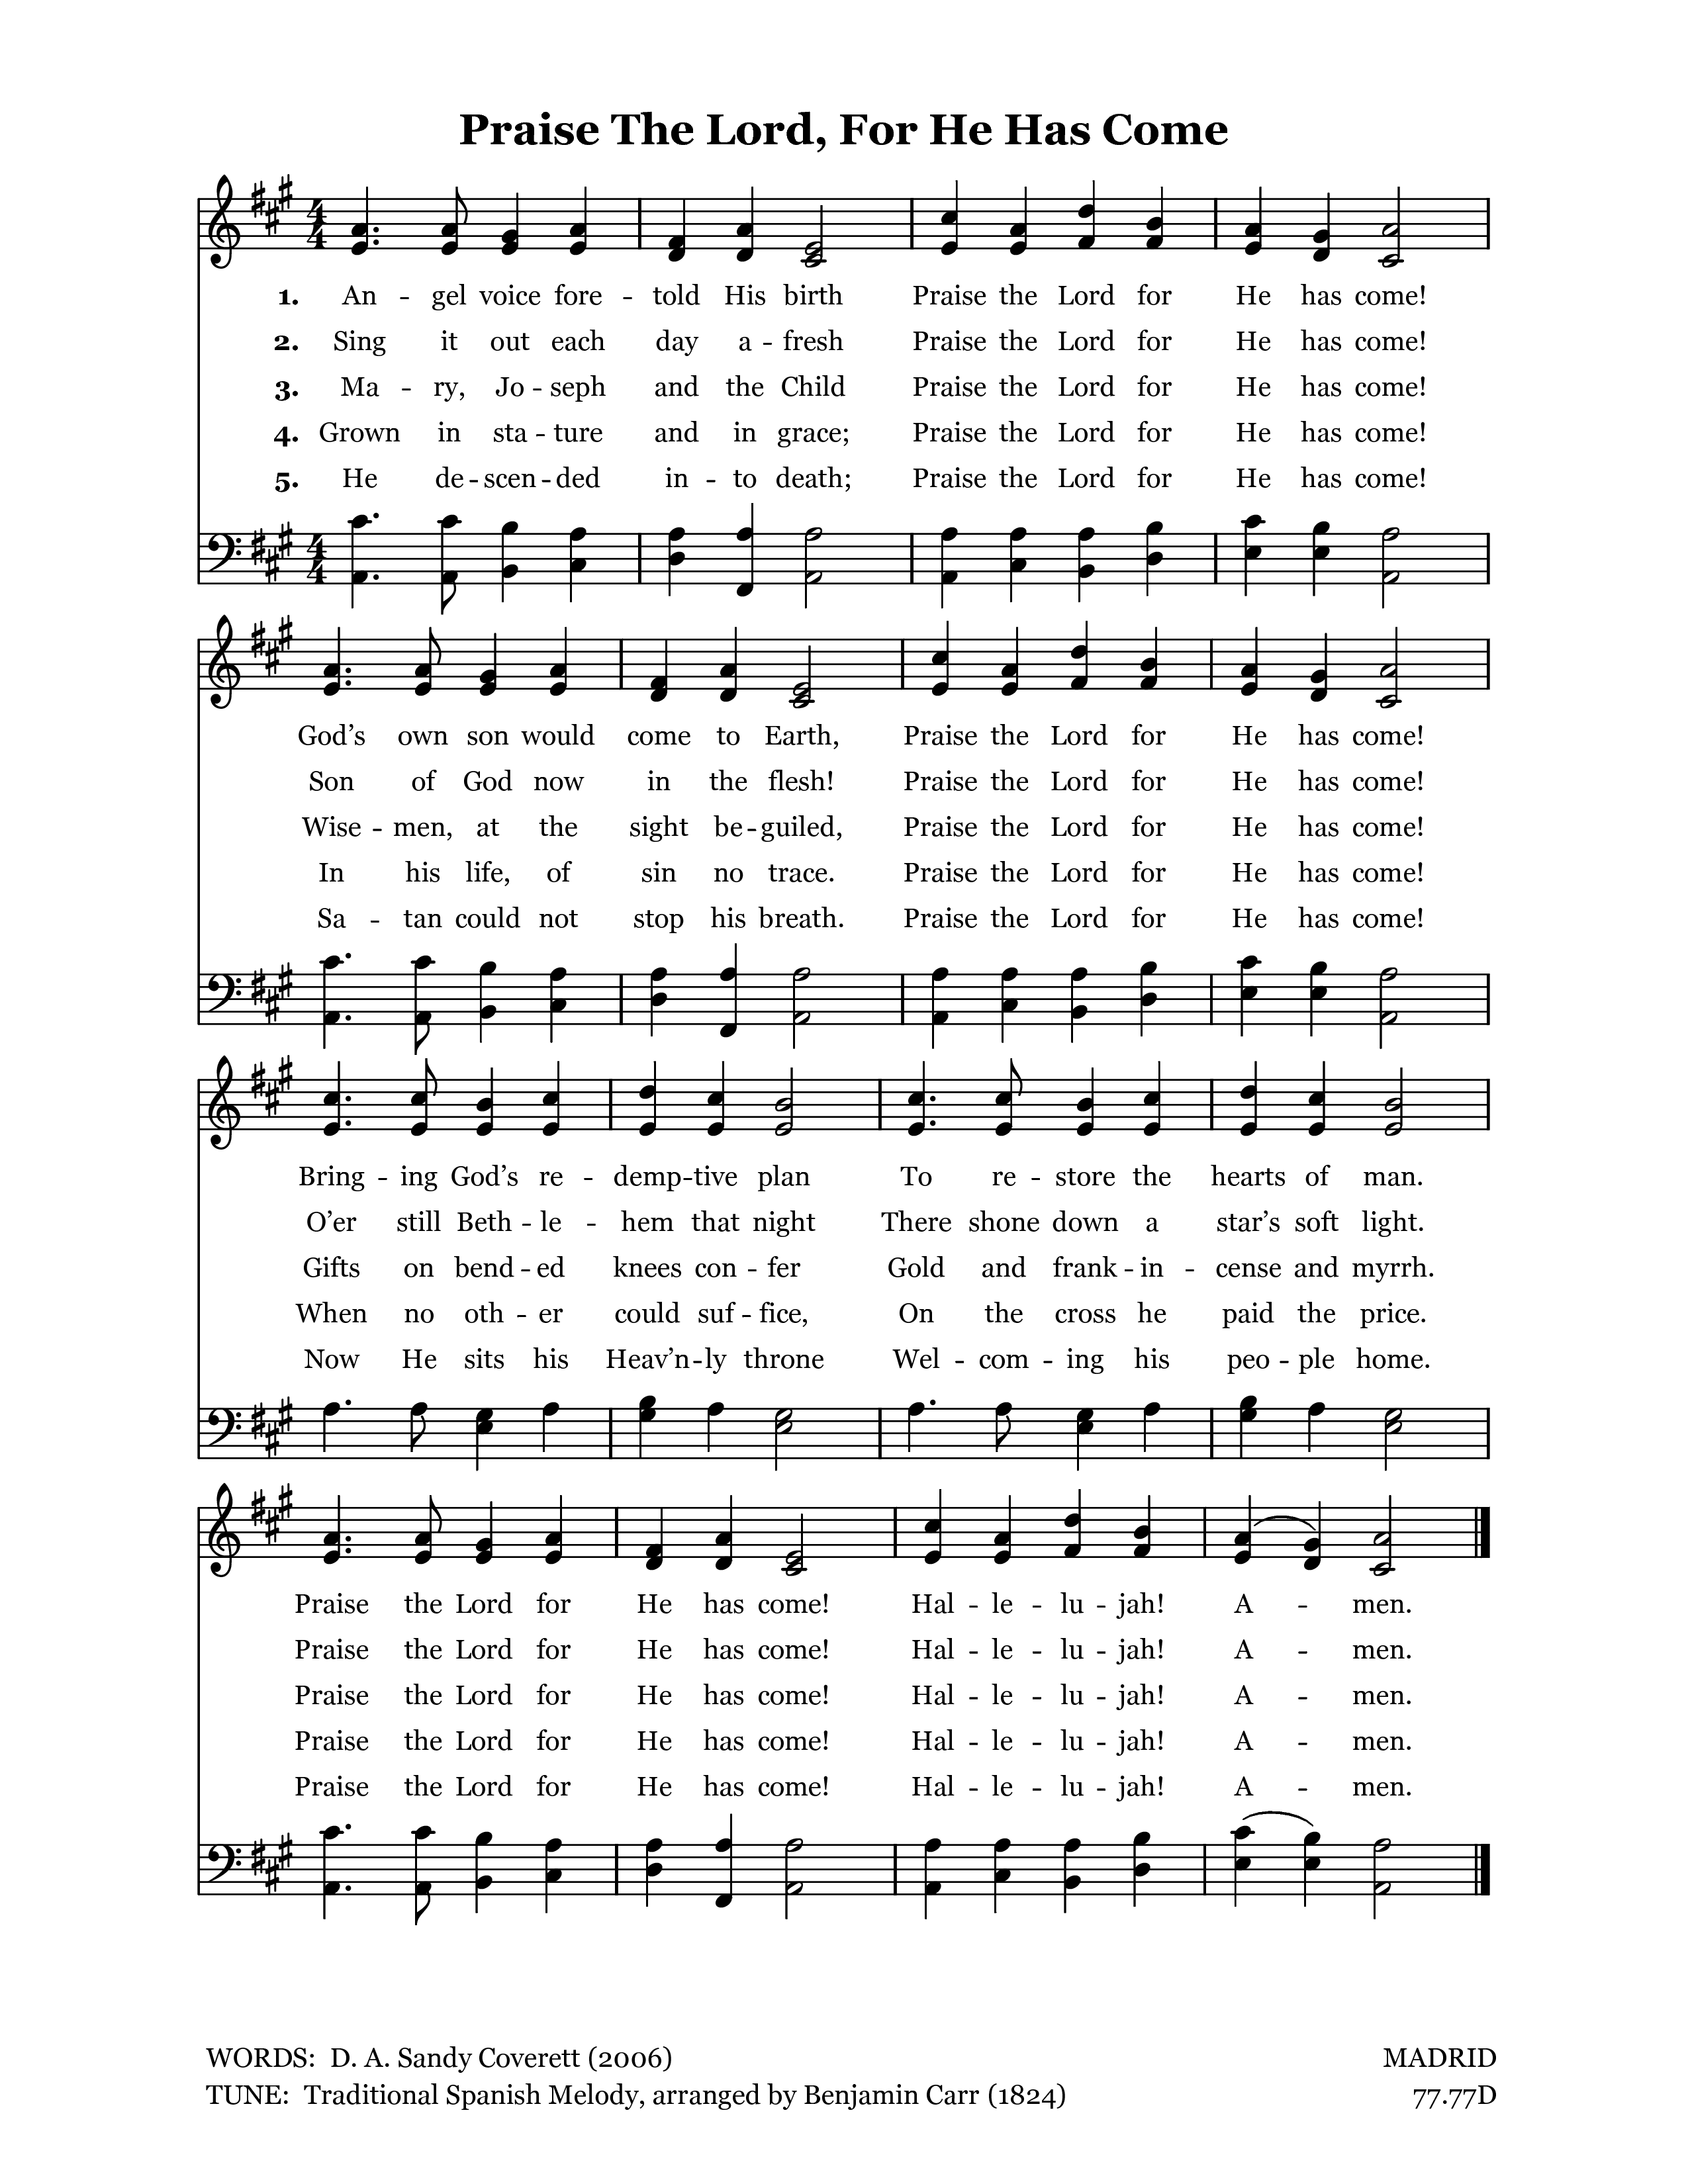 Praise The Lord, For He Has Come
4
4
1. An - gel voice fore - told His birth Praise the Lord for He has come!
2. Sing it out each day a - fresh Praise the Lord for He has come!
3. Ma - ry, Jo - seph and the Child Praise the Lord for He has come!
4. Grown in sta - ture and in grace; Praise the Lord for He has come!
5. He de - scen - ded in - to death; Praise the Lord for He has come!
4
4
God’s own son would come to Earth, Praise the Lord for He has come!
Son of God now in the flesh! Praise the Lord for He has come!
Wise - men, at the sight be - guiled, Praise the Lord for He has come!
In his life, of sin no trace. Praise the Lord for He has come!
Sa - tan could not stop his breath. Praise the Lord for He has come!
Bring - ing God’s re - demp - tive plan To re - store the hearts of man.
O’er still Beth - le - hem that night There shone down a star’s soft light.
Gifts on bend - ed knees con - fer Gold and frank - in - cense and myrrh.
When no oth - er could suf - fice, On the cross he paid the price.
Now He sits his Heav’n - ly throne Wel - com - ing his peo - ple home.
Praise the Lord for He has come! Hal - le - lu - jah! A - men.
Praise the Lord for He has come! Hal - le - lu - jah! A - men.
Praise the Lord for He has come! Hal - le - lu - jah! A - men.
Praise the Lord for He has come! Hal - le - lu - jah! A - men.
Praise the Lord for He has come! Hal - le - lu - jah! A - men.
WORDS: D. A. Sandy Coverett (2006) MADRID
TUNE: Traditional Spanish Melody, arranged by Benjamin Carr (1824) 77.77D